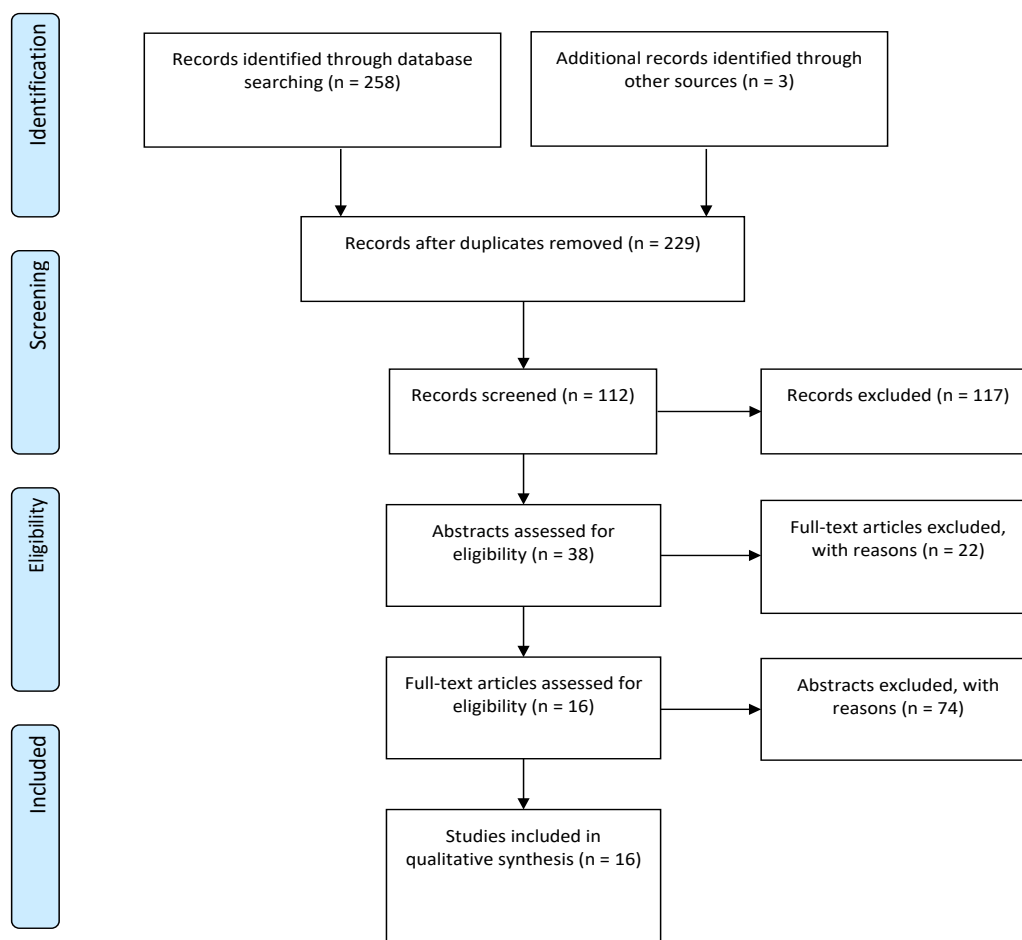 Identification
Records identified through database
searching (n = 258)
Additional records identified through
other sources (n = 3)
Records after duplicates removed (n = 229)
Screening
Records screened (n = 112)
Records excluded (n = 117)
Eligibility
Abstracts assessed for
eligibility (n = 38)
Full-text articles excluded,
with reasons (n = 22)
Full-text articles assessed for
eligibility (n = 16)
Abstracts excluded, with
reasons (n = 74)
Included
Studies included in
qualitative synthesis (n = 16)